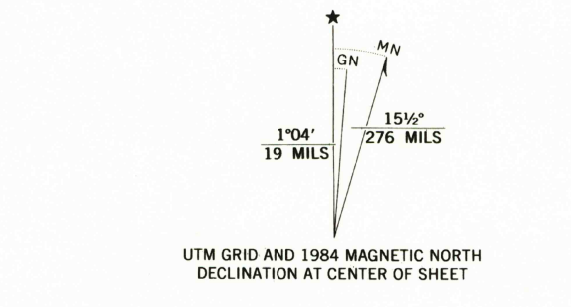 ★
MN
GN
15½°
276 MILS
1°04'
19 MILS
UTM GRID AND 1984 MAGNETIC NORTH
DECLINATION AT CENTER OF SHEET